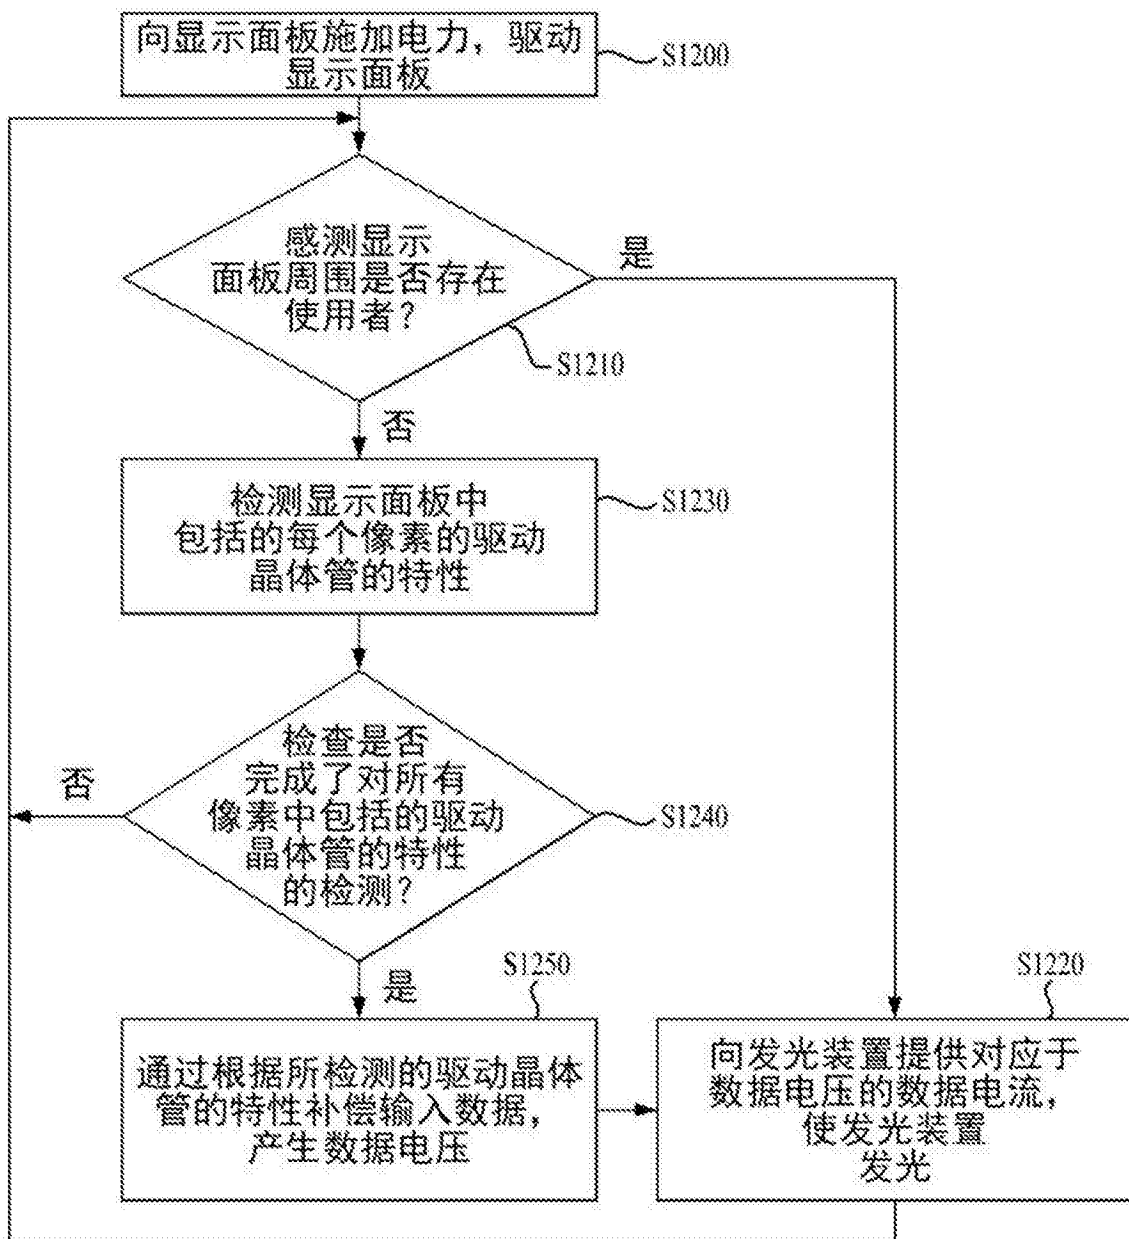 向显示面板施加电力，驱动
显示面板
S1200
感测显示
面板周围是否存在
使用者？
是
S1210
否
检测显示面板中
包括的每个像素的驱动
晶体管的特性
S1230
检查是否
完成了对所有
像素中包括的驱动
晶体管的特性
的检测？
否
S1240
是
S1250
S1220
通过根据所检测的驱动晶体
管的特性补偿输入数据，
产生数据电压
向发光装置提供对应于
数据电压的数据电流，
使发光装置
发光